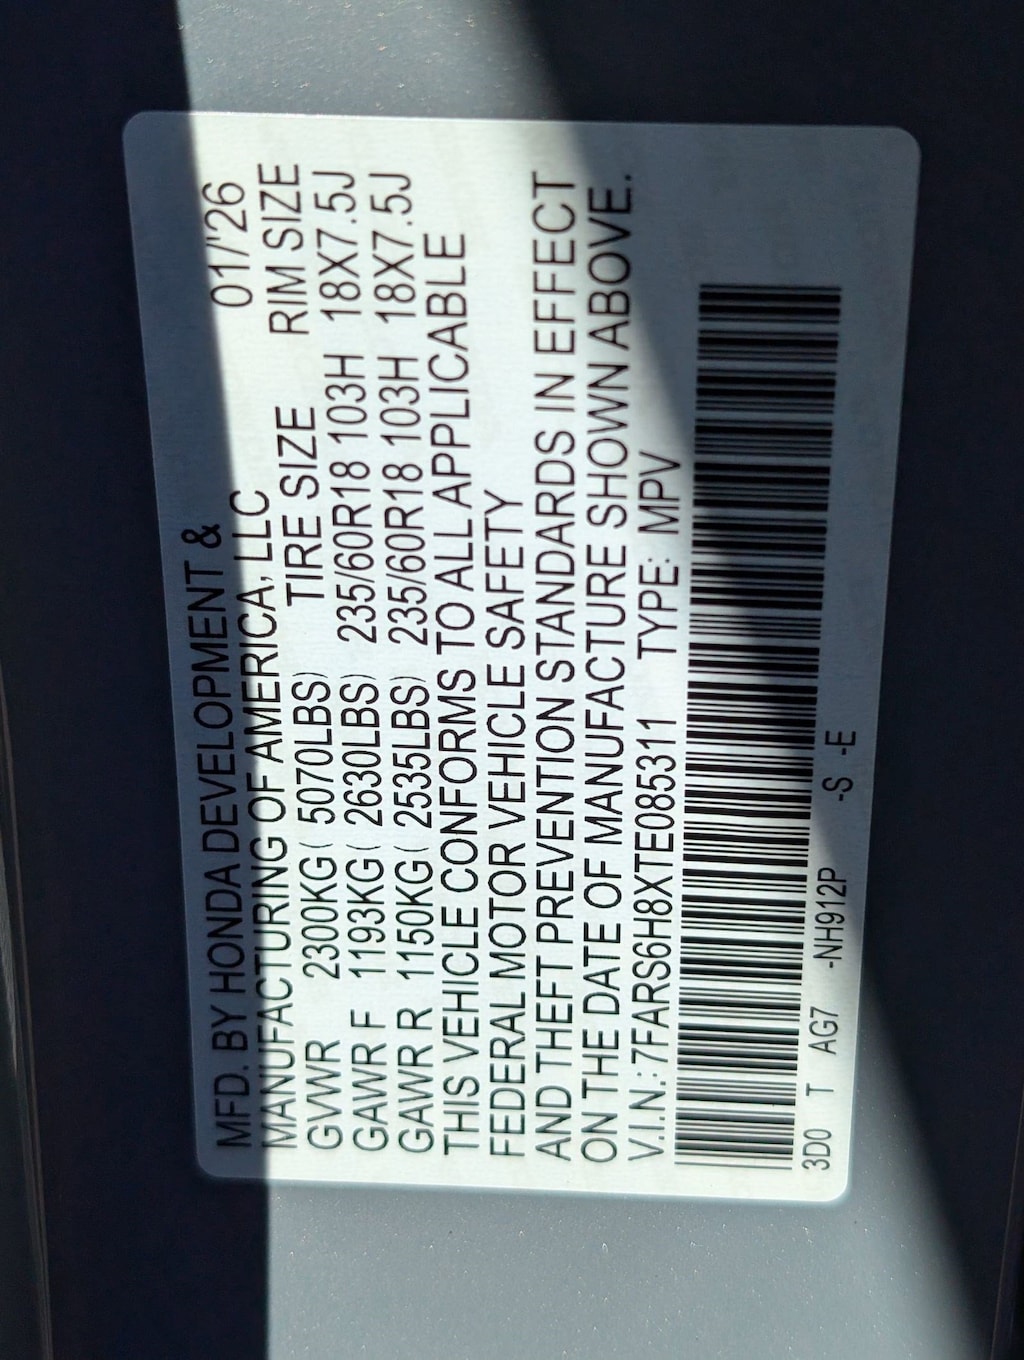 MFD. BY HONDA DEVELOPMENT &
MANUFACTURING OF AMERICA, LLC 01/'26
GVWR 2300KG( 5070LBS) TIRE SIZE RIM SIZE
GAWR F 1193KG( 2630LBS) 235/60R18 103H 18X7.5J
GAWR R 1150KG( 2535LBS) 235/60R18 103H 18X7.5J
THIS VEHICLE CONFORMS TO ALL APPLICABLE
FEDERAL MOTOR VEHICLE SAFETY
AND THEFT PREVENTION STANDARDS IN EFFECT
ON THE DATE OF MANUFACTURE SHOWN ABOVE.
V.I.N.:7FARS6H8XTE085311 TYPE: MPV
3D0 T AG7 -NH912P -S -E